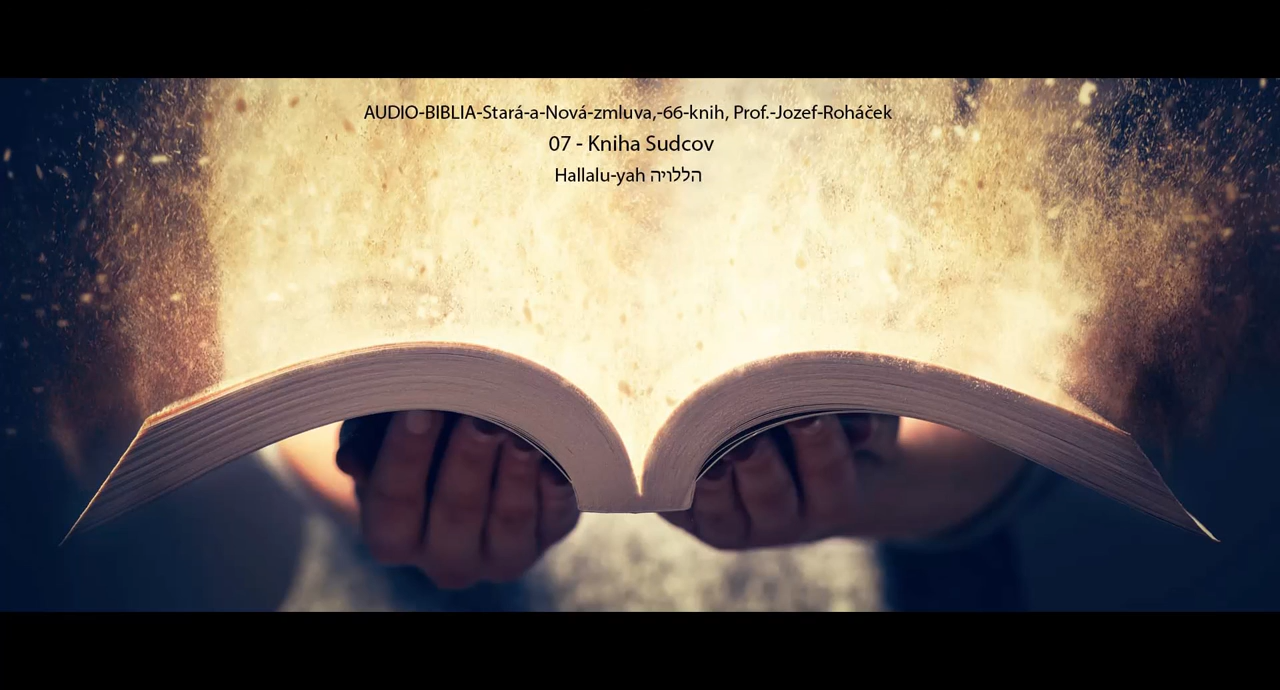 AUDIO-BIBLIA-Stará-a-Nová-zmluva,-66-knih, Prof.-Jozef-Roháček
07 - Kniha Sudcov
Hallalu-yah הללויה